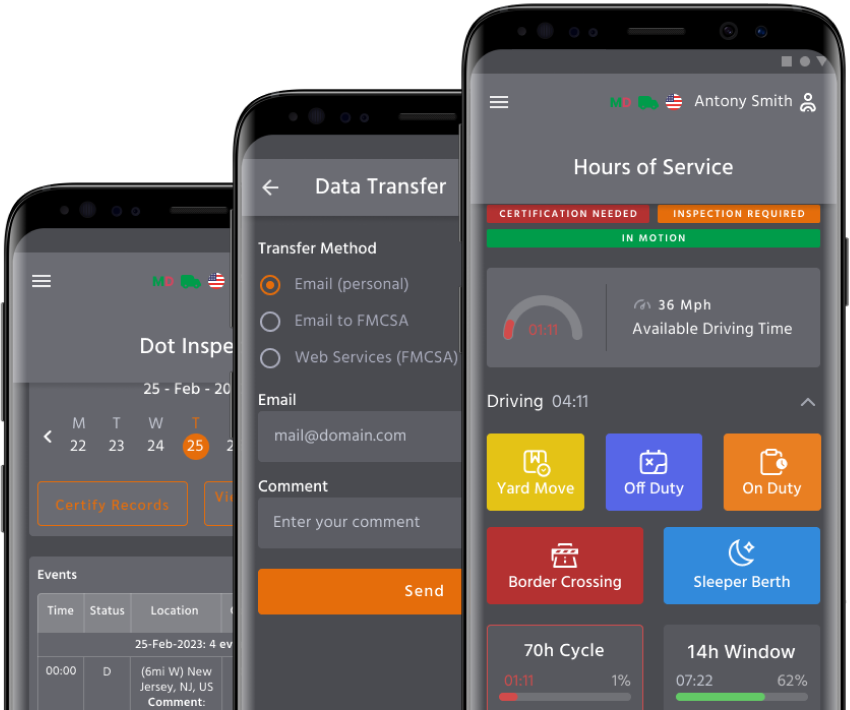 MD
Antony Smith
Hours of Service
CERTIFICATION NEEDED
INSPECTION REQUIRED
IN MOTION
01:11
36 Mph
Available Driving Time
Driving 04:11
Yard Move
Off Duty
On Duty
Border Crossing
Sleeper Berth
70h Cycle
01:11 1%
14h Window
07:22 62%
Data Transfer
Transfer Method
Email (personal)
Email to FMCSA
Web Services (FMCSA)
Email
mail@domain.com
Comment
Enter your comment
Send
MD
Dot Inspe
25 - Feb - 20
M T W T
22 23 24 25 2
Certify Records
Vi
Events
Time Status Location
25-Feb-2023: 4 ev
00:00 D (6mi W) New
Jersey, NJ, US
Comment: